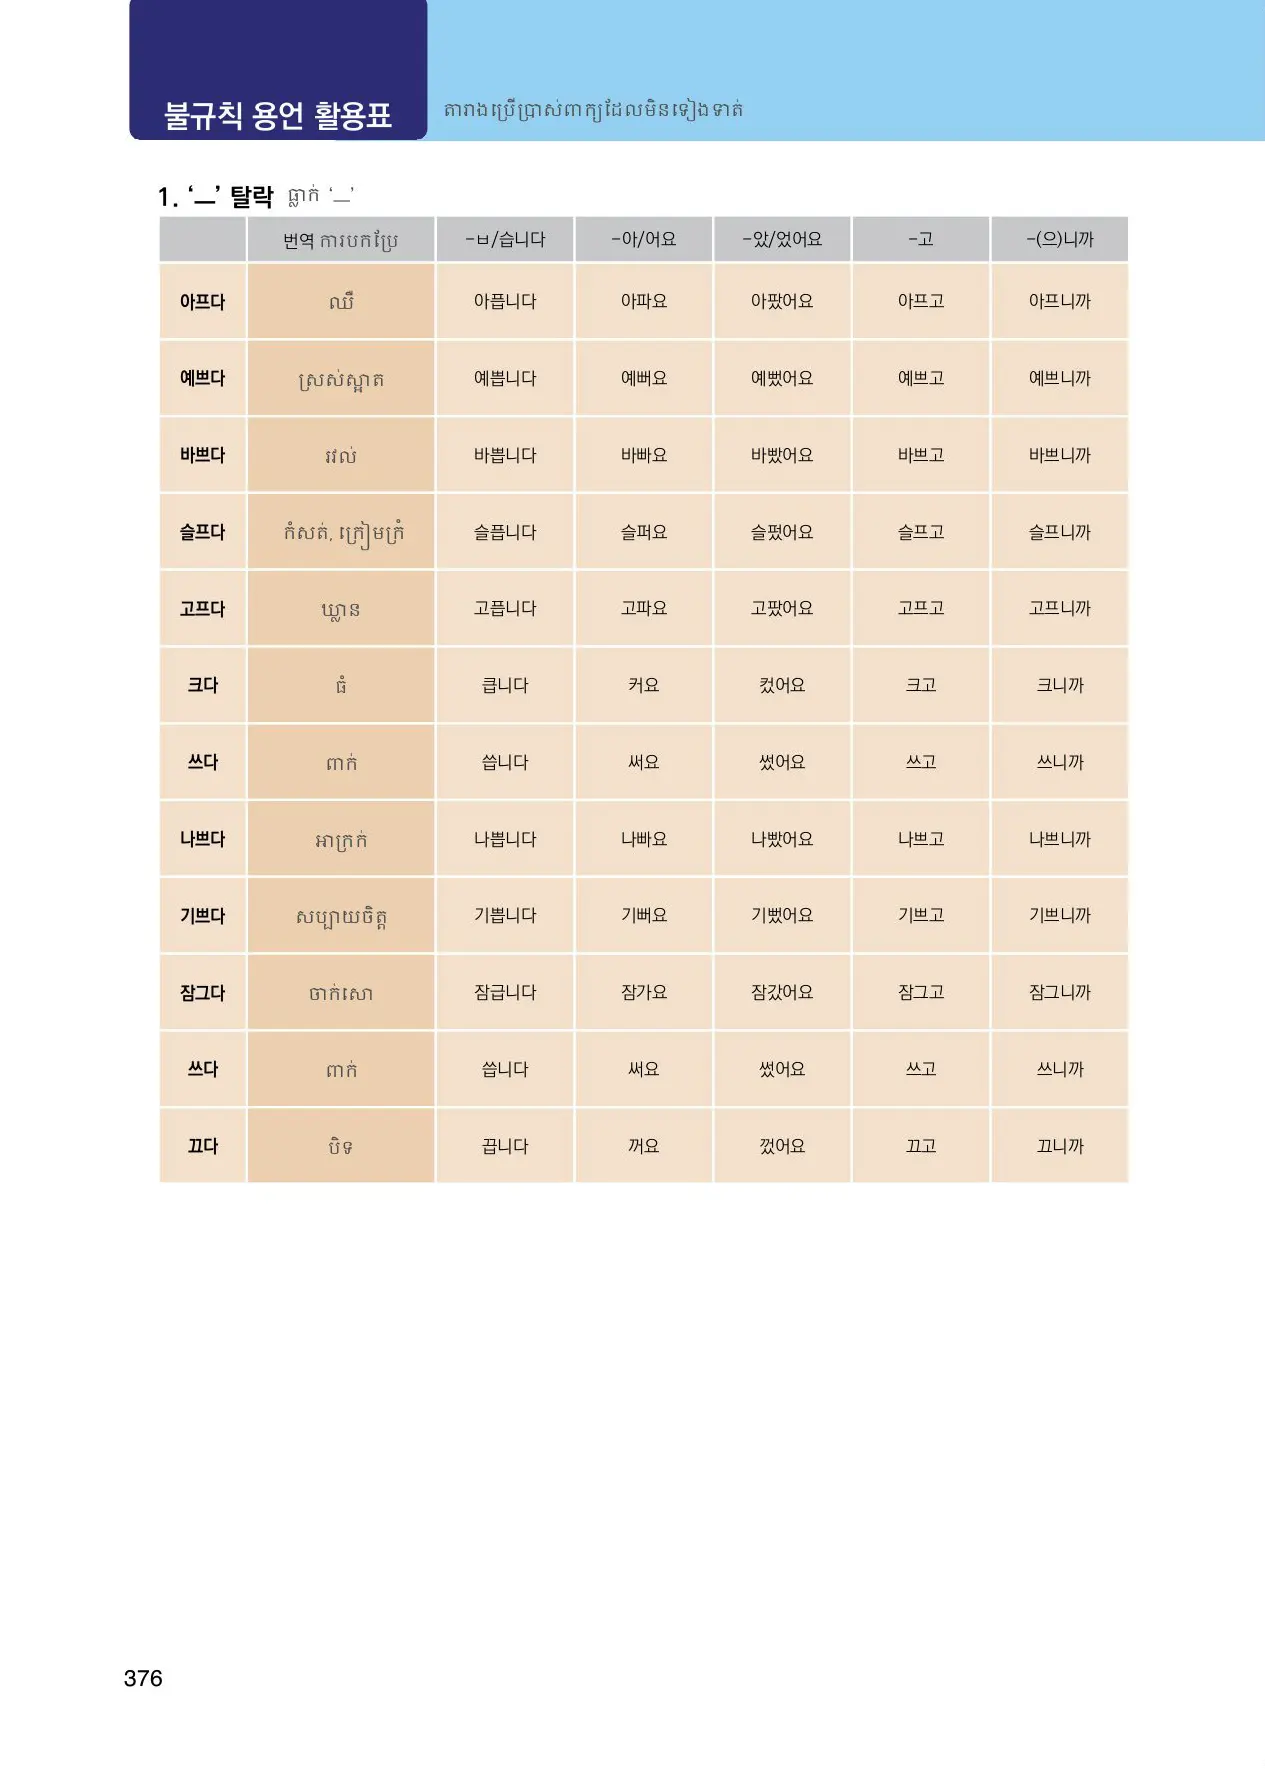 불규칙 용언 활용표 តារាងប្រើប្រាស់ពាក្យដែលមិនទៀងទាត់
1. ‘ㅡ’ 탈락 ធ្លាក់ ‘ㅡ’
번역 ការបកប្រែ -ㅂ/습니다 -아/어요 -았/었어요 -고 -(으)니까
아프다 ឈឺ 아픕니다 아파요 아팠어요 아프고 아프니까
예쁘다 ស្រស់ស្អាត 예쁩니다 예뻐요 예뻤어요 예쁘고 예쁘니까
바쁘다 រវល់ 바쁩니다 바빠요 바빴어요 바쁘고 바쁘니까
슬프다 កំសត់, ក្រៀមក្រំ 슬픕니다 슬퍼요 슬펐어요 슬프고 슬프니까
고프다 ឃ្លាន 고픕니다 고파요 고팠어요 고프고 고프니까
크다 ធំ 큽니다 커요 컸어요 크고 크니까
쓰다 ពាក់ 씁니다 써요 썼어요 쓰고 쓰니까
나쁘다 អាក្រក់ 나쁩니다 나빠요 나빴어요 나쁘고 나쁘니까
기쁘다 សប្បាយចិត្ត 기쁩니다 기뻐요 기뻤어요 기쁘고 기쁘니까
잠그다 ចាក់សោ 잠급니다 잠가요 잠갔어요 잠그고 잠그니까
쓰다 ពាក់ 씁니다 써요 썼어요 쓰고 쓰니까
끄다 បិទ 끕니다 꺼요 껐어요 끄고 끄니까
376